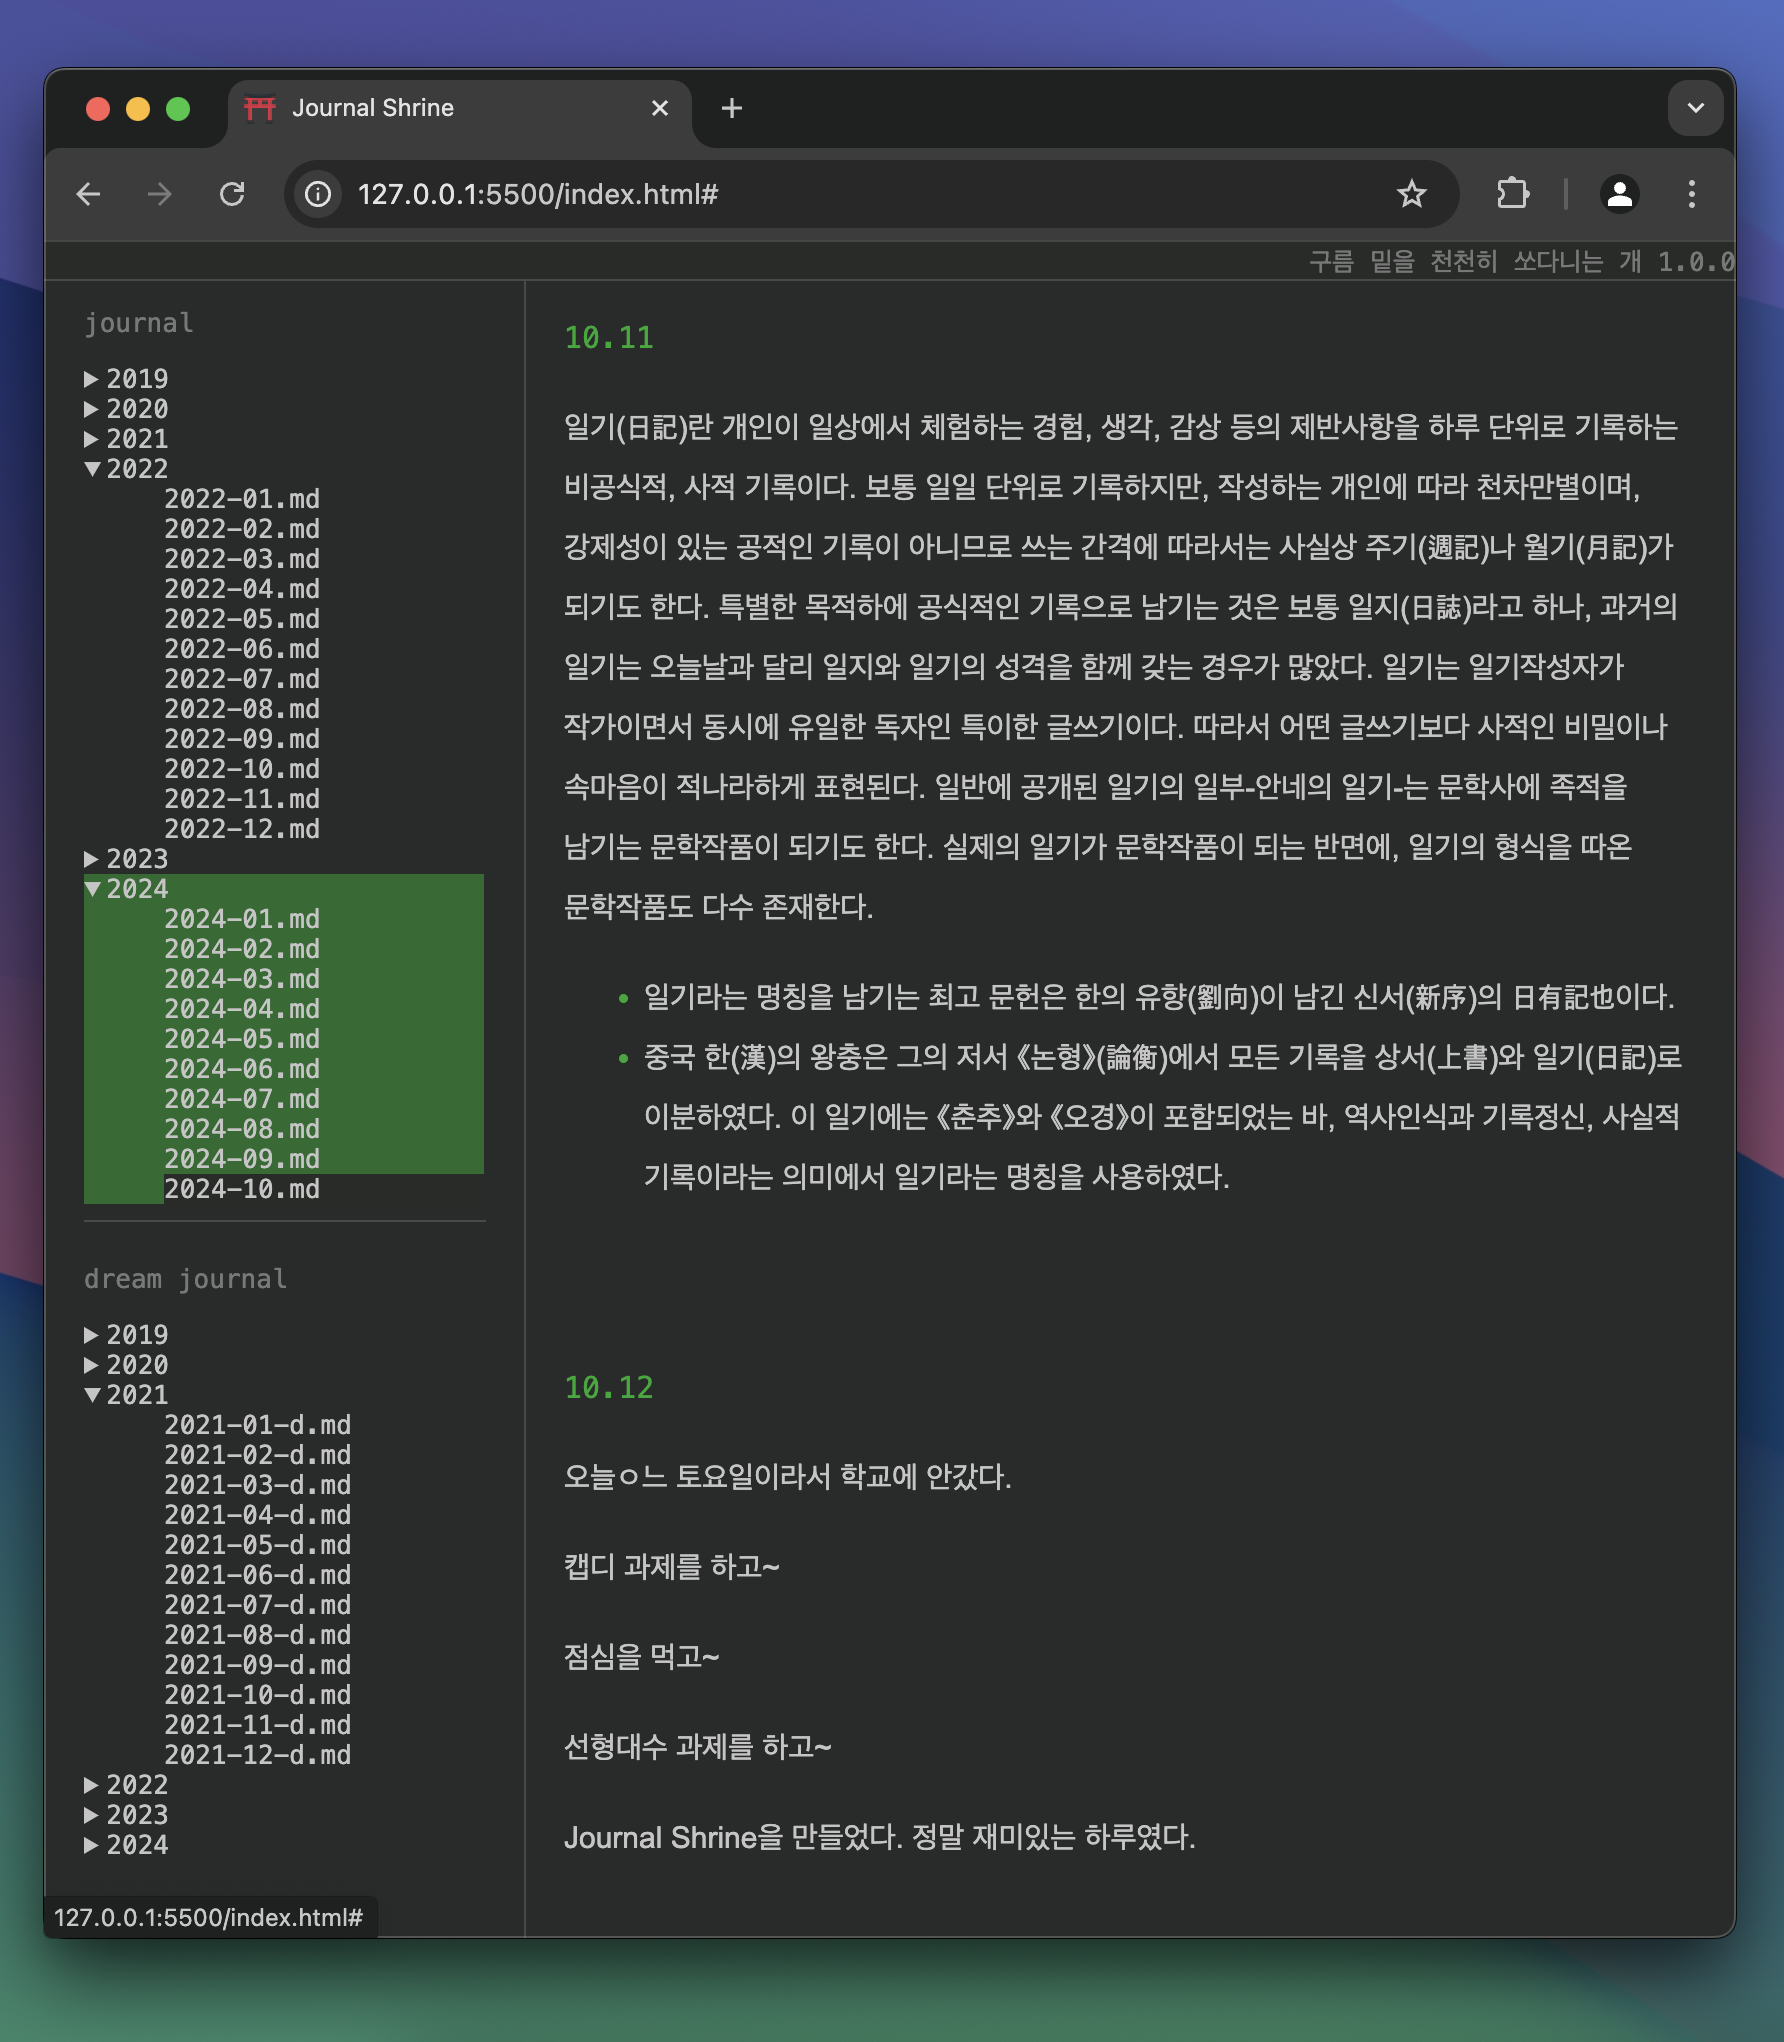 Journal Shrine
127.0.0.1:5500/index.html#
구름 밑을 천천히 쏘다니는 개 1.0.0
journal
2019
2020
2021
2022
2022-01.md
2022-02.md
2022-03.md
2022-04.md
2022-05.md
2022-06.md
2022-07.md
2022-08.md
2022-09.md
2022-10.md
2022-11.md
2022-12.md
2023
2024
2024-01.md
2024-02.md
2024-03.md
2024-04.md
2024-05.md
2024-06.md
2024-07.md
2024-08.md
2024-09.md
2024-10.md
dream journal
2019
2020
2021
2021-01-d.md
2021-02-d.md
2021-03-d.md
2021-04-d.md
2021-05-d.md
2021-06-d.md
2021-07-d.md
2021-08-d.md
2021-09-d.md
2021-10-d.md
2021-11-d.md
2021-12-d.md
2022
2023
2024
10.11
일기(日記)란 개인이 일상에서 체험하는 경험, 생각, 감상 등의 제반사항을 하루 단위로 기록하는
비공식적, 사적 기록이다. 보통 일일 단위로 기록하지만, 작성하는 개인에 따라 천차만별이며,
강제성이 있는 공적인 기록이 아니므로 쓰는 간격에 따라서는 사실상 주기(週記)나 월기(月記)가
되기도 한다. 특별한 목적하에 공식적인 기록으로 남기는 것은 보통 일지(日誌)라고 하나, 과거의
일기는 오늘날과 달리 일지와 일기의 성격을 함께 갖는 경우가 많았다. 일기는 일기작성자가
작가이면서 동시에 유일한 독자인 특이한 글쓰기이다. 따라서 어떤 글쓰기보다 사적인 비밀이나
속마음이 적나라하게 표현된다. 일반에 공개된 일기의 일부-안네의 일기-는 문학사에 족적을
남기는 문학작품이 되기도 한다. 실제의 일기가 문학작품이 되는 반면에, 일기의 형식을 따온
문학작품도 다수 존재한다.
• 일기라는 명칭을 남기는 최고 문헌은 한의 유향(劉向)이 남긴 신서(新序)의 日有記也이다.
• 중국 한(漢)의 왕충은 그의 저서 《논형》(論衡)에서 모든 기록을 상서(上書)와 일기(日記)로
이분하였다. 이 일기에는 《춘추》와 《오경》이 포함되었는 바, 역사인식과 기록정신, 사실적
기록이라는 의미에서 일기라는 명칭을 사용하였다.
10.12
오늘ㅇ느 토요일이라서 학교에 안갔다.
캡디 과제를 하고~
점심을 먹고~
선형대수 과제를 하고~
Journal Shrine을 만들었다. 정말 재미있는 하루였다.
127.0.0.1:5500/index.html#